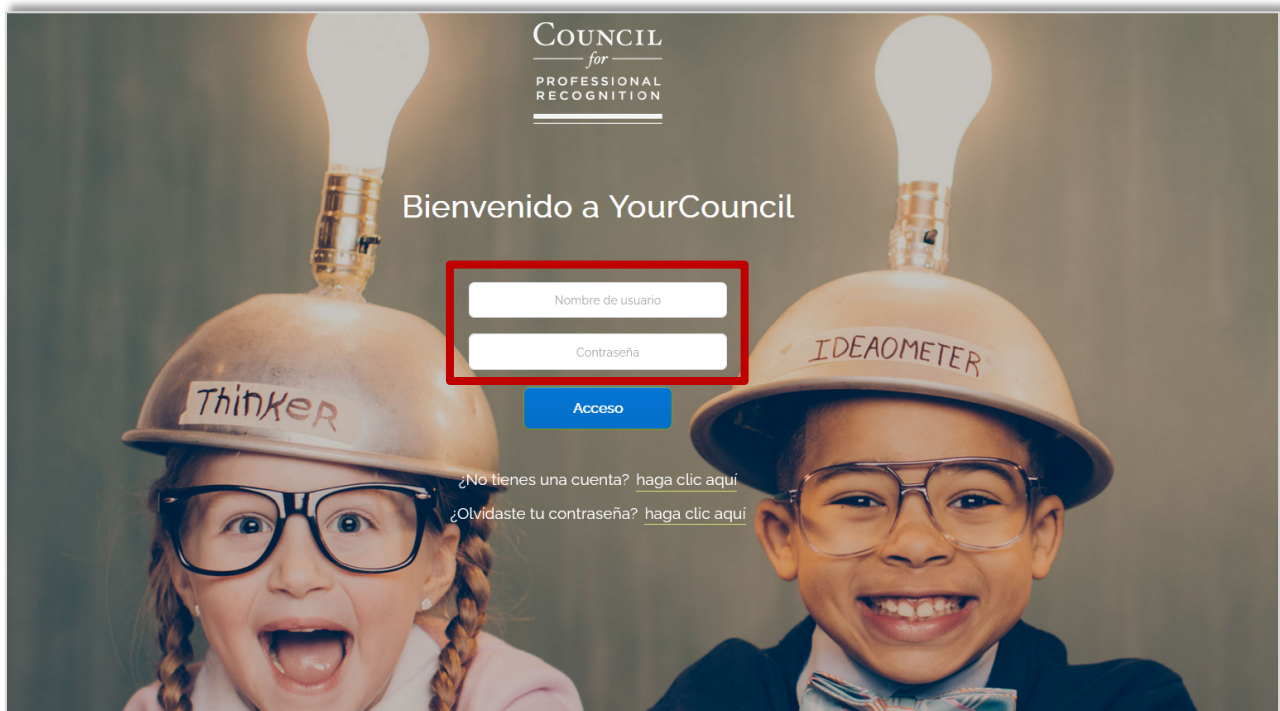 COUNCIL
for
PROFESSIONAL
RECOGNITION
Bienvenido a YourCouncil
Nombre de usuario
Contraseña
Acceso
¿No tienes una cuenta? haga clic aquí
¿Olvidaste tu contraseña? haga clic aquí
Thinker
IDEAOMETER